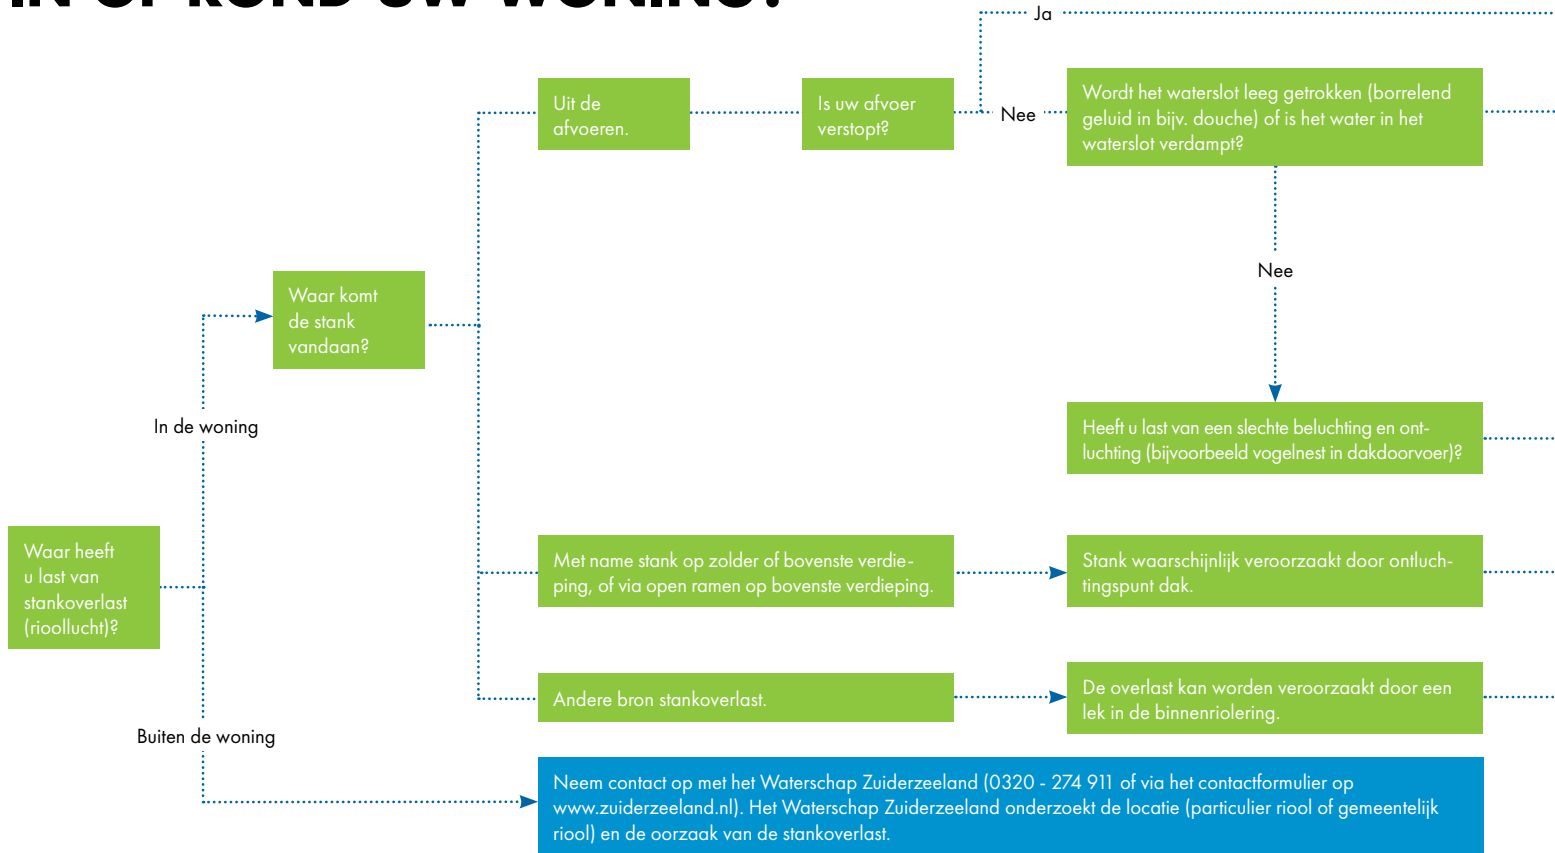 IN OF ROND UW WONING?
Ja
Uit de
afvoeren.
Is uw afvoer
verstopt?
Nee
Wordt het waterslot leeg getrokken (borrelend
geluid in bijv. douche) of is het water in het
waterslot verdampt?
Nee
Waar komt
de stank
vandaan?
In de woning
Heeft u last van een slechte beluchting en ont-
luchting (bijvoorbeeld vogelnest in dakdoorvoer)?
Waar heeft
u last van
stankoverlast
(rioollucht)?
Met name stank op zolder of bovenste verdie-
ping, of via open ramen op bovenste verdieping.
Stank waarschijnlijk veroorzaakt door ontluch-
tingspunt dak.
Andere bron stankoverlast.
De overlast kan worden veroorzaakt door een
lek in de binnenriolering.
Buiten de woning
Neem contact op met het Waterschap Zuiderzeeland (0320 - 274 911 of via het contactformulier op
www.zuiderzeeland.nl). Het Waterschap Zuiderzeeland onderzoekt de locatie (particulier riool of gemeentelijk
riool) en de oorzaak van de stankoverlast.